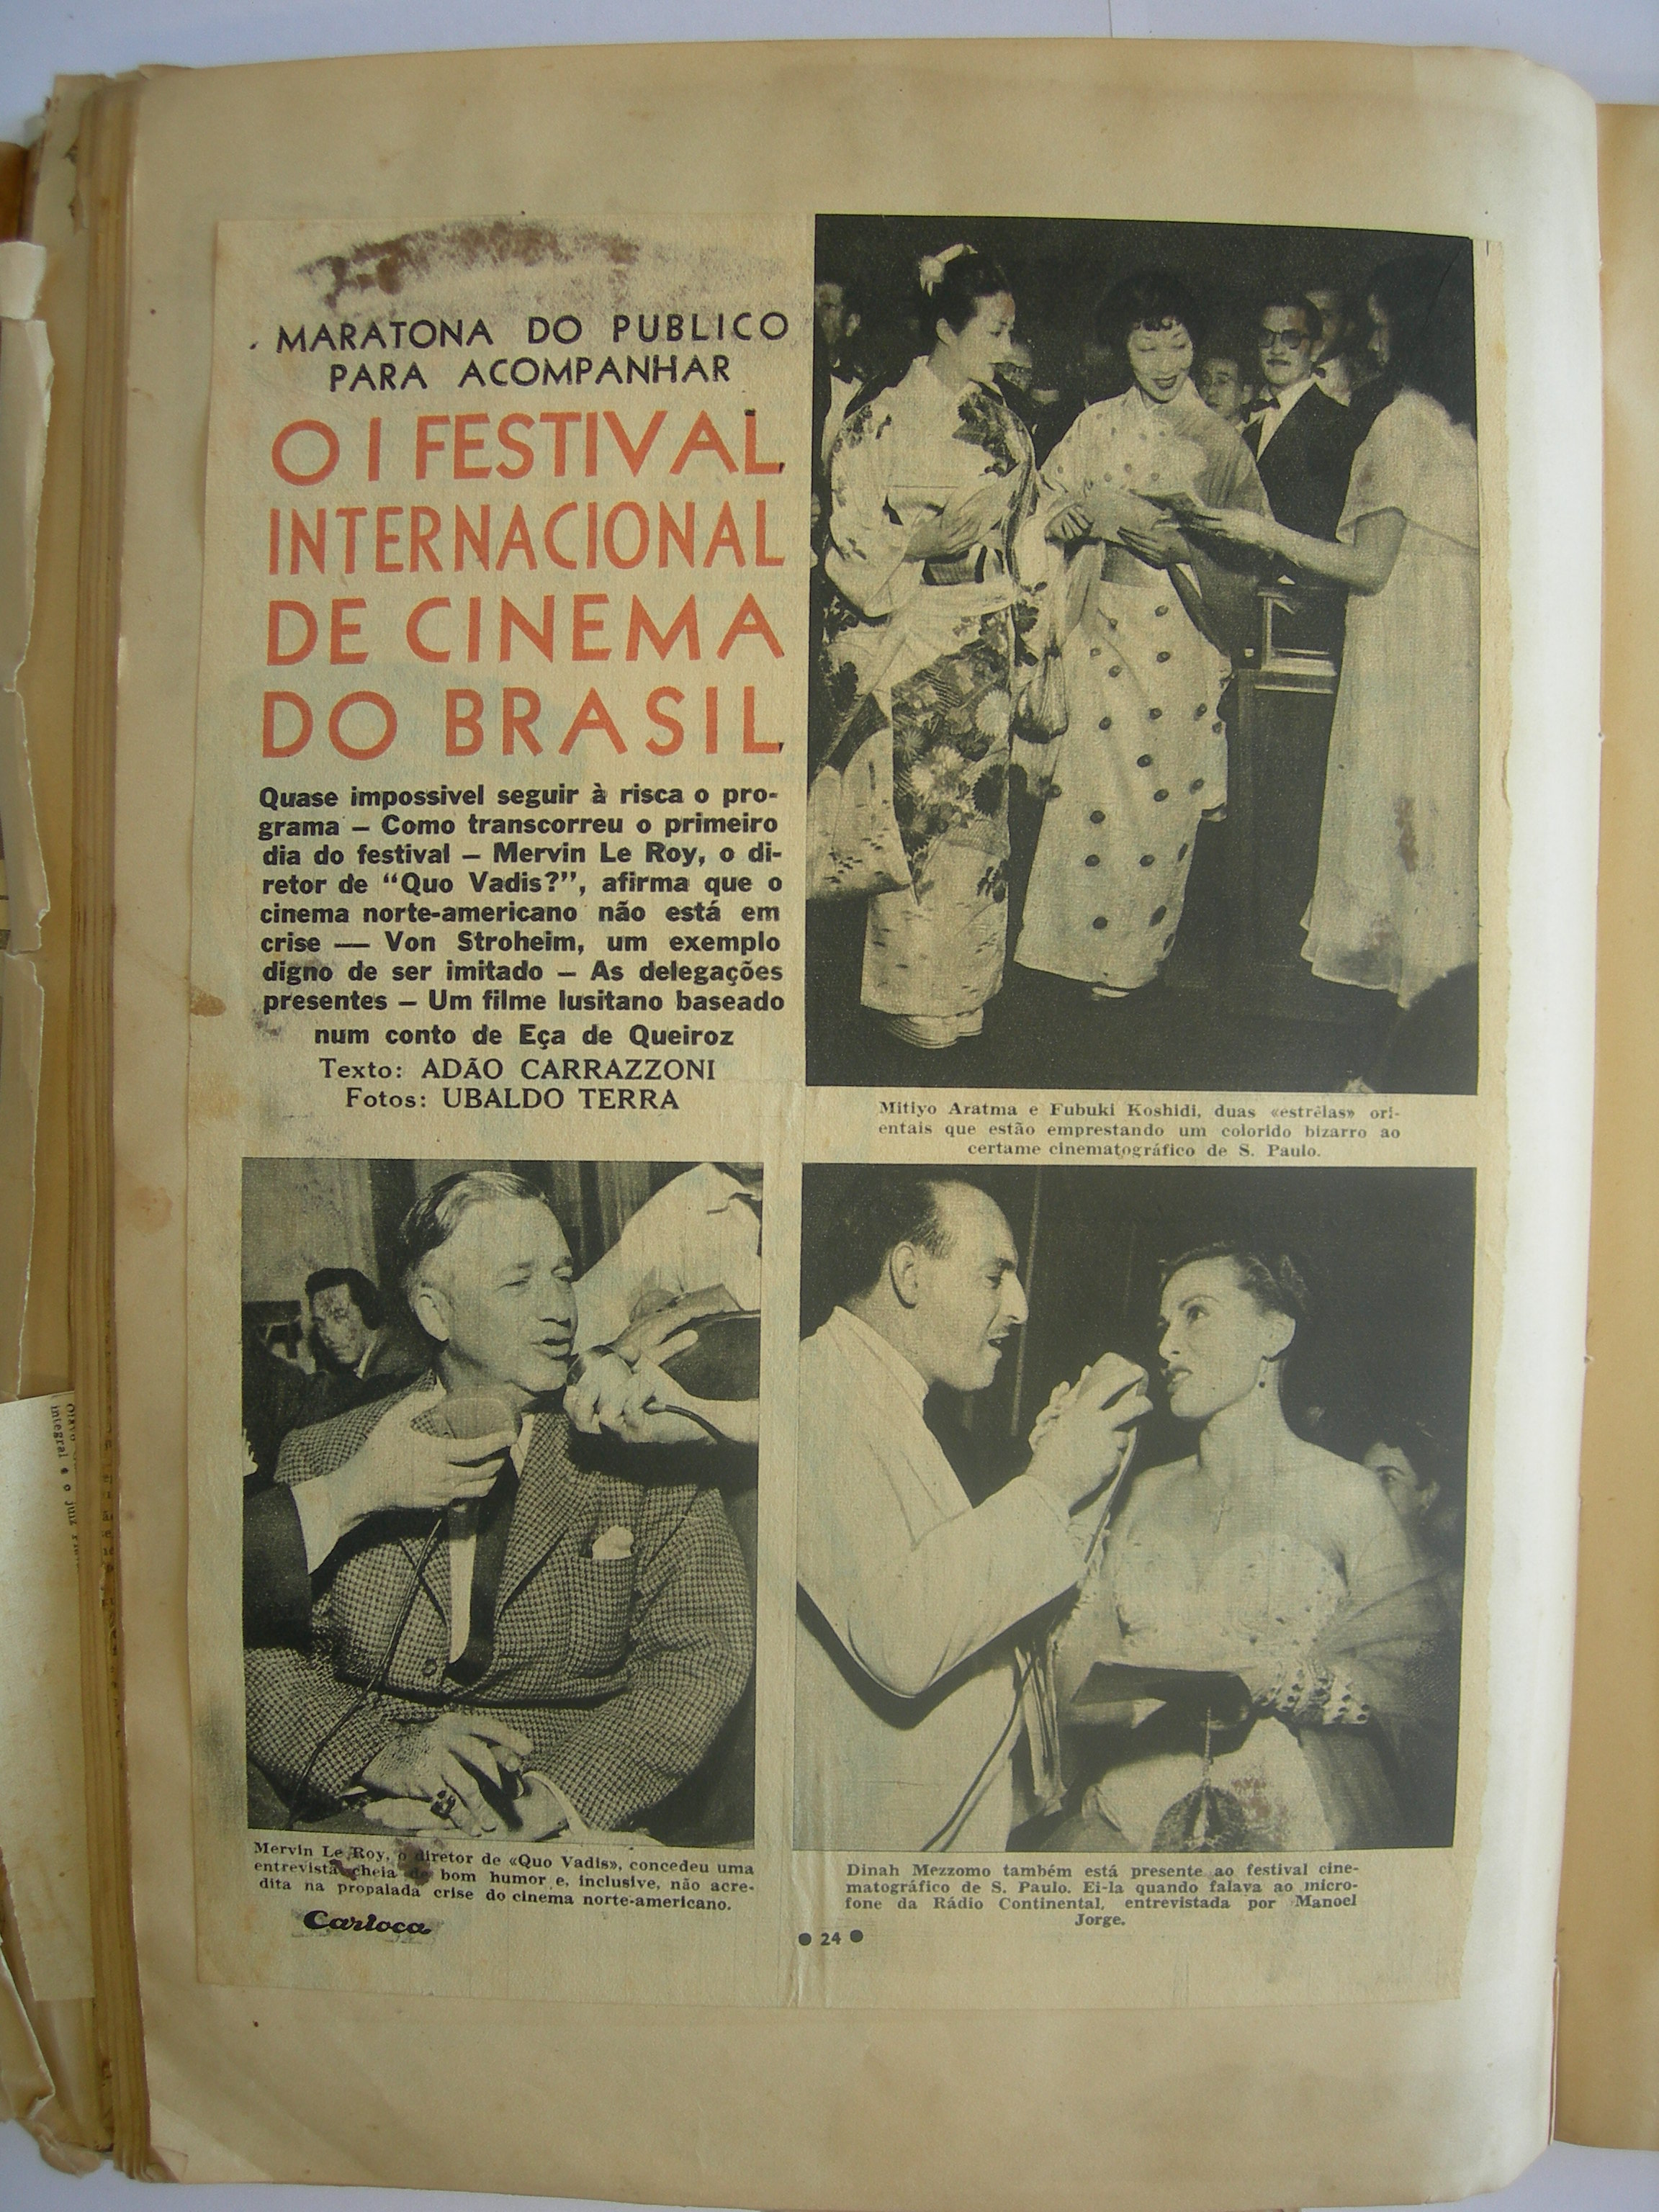 MARATONA DO PUBLICO
PARA ACOMPANHAR
O I FESTIVAL
INTERNACIONAL
DE CINEMA
DO BRASIL
Quase impossivel seguir à risca o pro-
grama — Como transcorreu o primeiro
dia do festival — Mervin Le Roy, o di-
retor de “Quo Vadis?”, afirma que o
cinema norte-americano não está em
crise — Von Stroheim, um exemplo
digno de ser imitado — As delegações
presentes — Um filme lusitano baseado
num conto de Eça de Queiroz
Texto: ADÃO CARRAZZONI
Fotos: UBALDO TERRA
Mitiyo Aratma e Fubuki Koshidi, duas «estrêlas» ori-
entais que estão emprestando um colorido bizarro ao
certame cinematográfico de S. Paulo.
Mervin Le Roy, o diretor de «Quo Vadis», concedeu uma
entrevista cheia de bom humor e, inclusive, não acre-
dita na propalada crise do cinema norte-americano.
Dinah Mezzomo também está presente ao festival cine-
matográfico de S. Paulo. Ei-la quando falava ao micro-
fone da Rádio Continental, entrevistada por Manoel
Jorge.
Carioca
● 24 ●
integral e o juiz